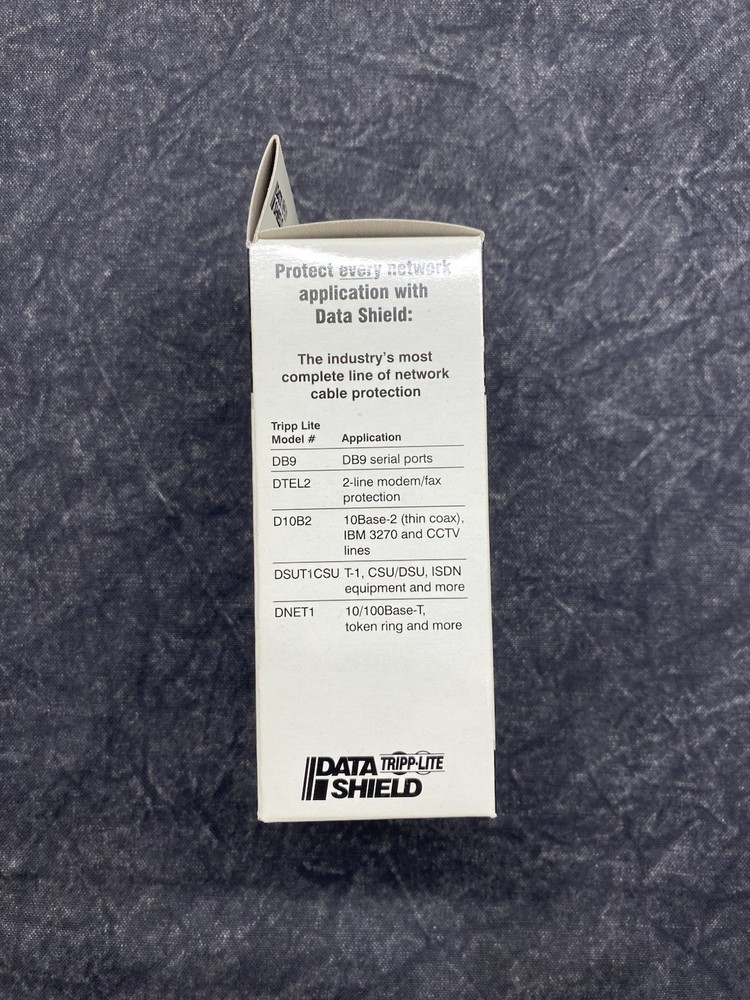 Protect every network
application with
Data Shield:
The industry's most
complete line of network
cable protection
Tripp Lite
Model # Application
DB9 DB9 serial ports
DTEL2 2-line modem/fax
protection
D10B2 10Base-2 (thin coax),
IBM 3270 and CCTV
lines
DSUT1CSU T-1, CSU/DSU, ISDN
equipment and more
DNET1 10/100Base-T,
token ring and more
DATA TRIPP·LITE
SHIELD